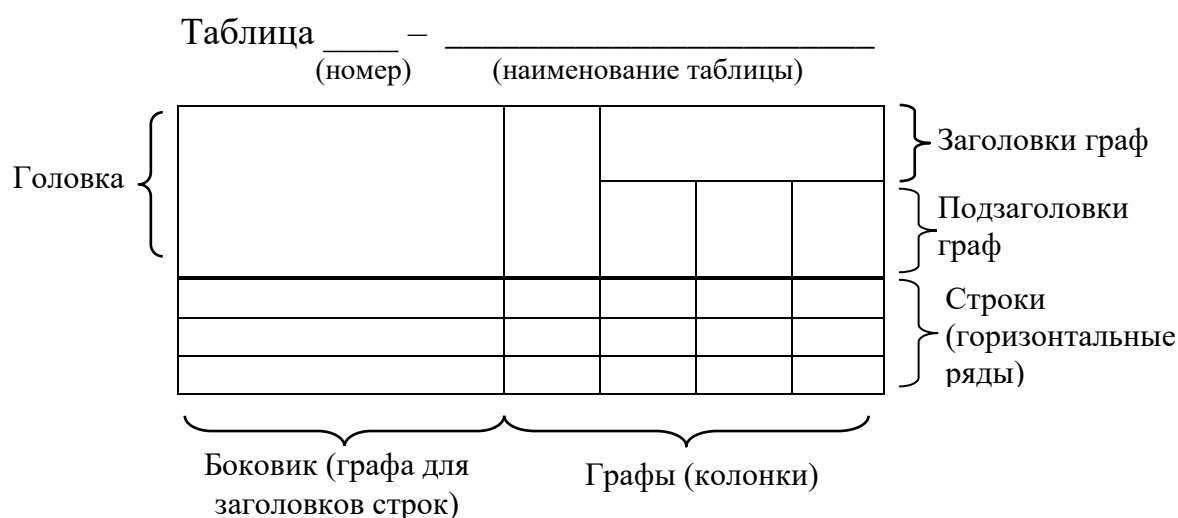 Таблица ____ – _______________________
(номер) (наименование таблицы)
Головка
Заголовки граф
Подзаголовки
граф
Строки
(горизонтальные
ряды)
Боковик (графа для
заголовков строк)
Графы (колонки)